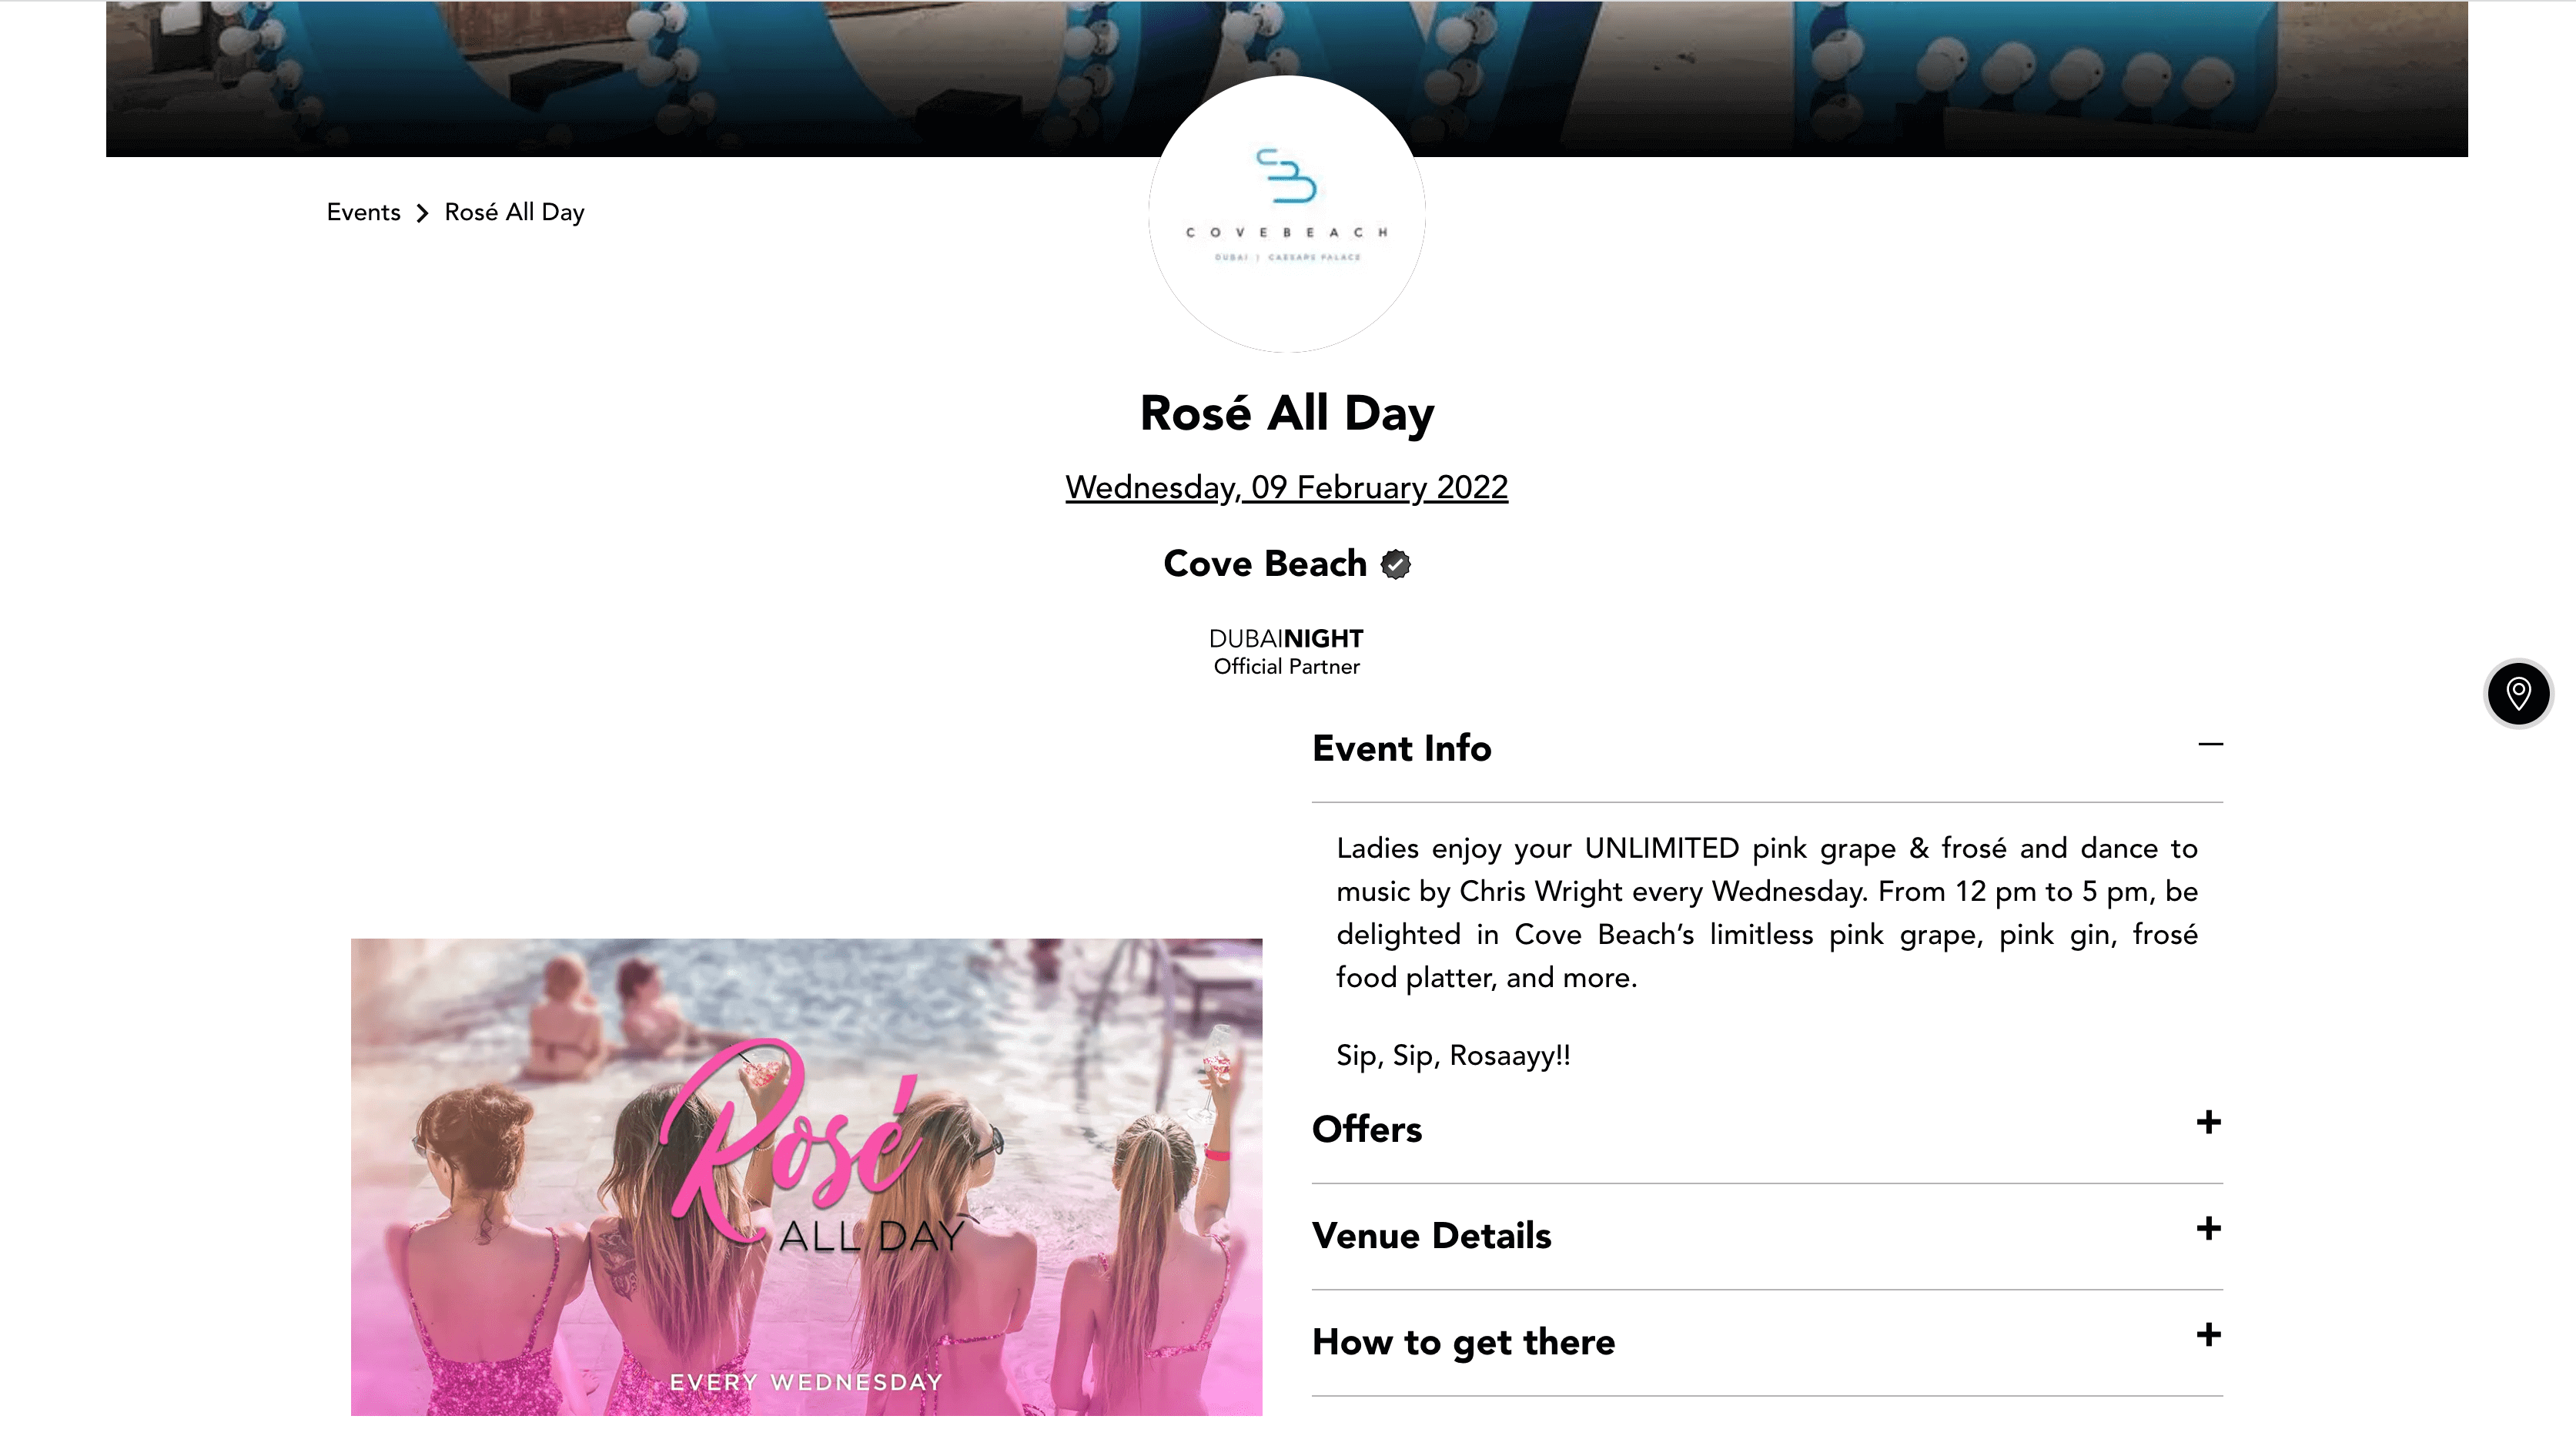 COVEBEACH
DUBAI | CAESARS PALACE
Events > Rosé All Day
Rosé All Day
Wednesday, 09 February 2022
Cove Beach
DUBAINIGHT
Official Partner
Event Info
Ladies enjoy your UNLIMITED pink grape & frosé and dance to
music by Chris Wright every Wednesday. From 12 pm to 5 pm, be
delighted in Cove Beach’s limitless pink grape, pink gin, frosé
food platter, and more.
Sip, Sip, Rosaayy!!
Rosé
ALL DAY
EVERY WEDNESDAY
Offers
Venue Details
How to get there